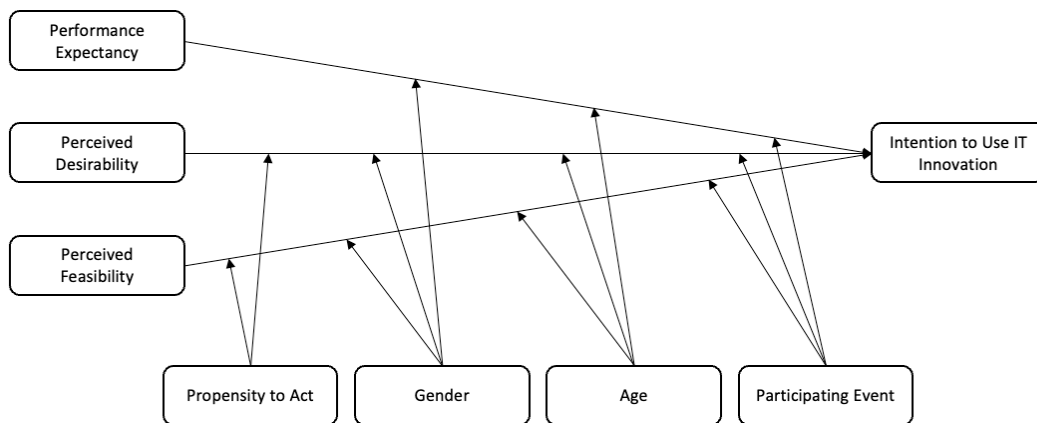 Performance
Expectancy
Perceived
Desirability
Intention to Use IT
Innovation
Perceived
Feasibility
Propensity to Act
Gender
Age
Participating Event